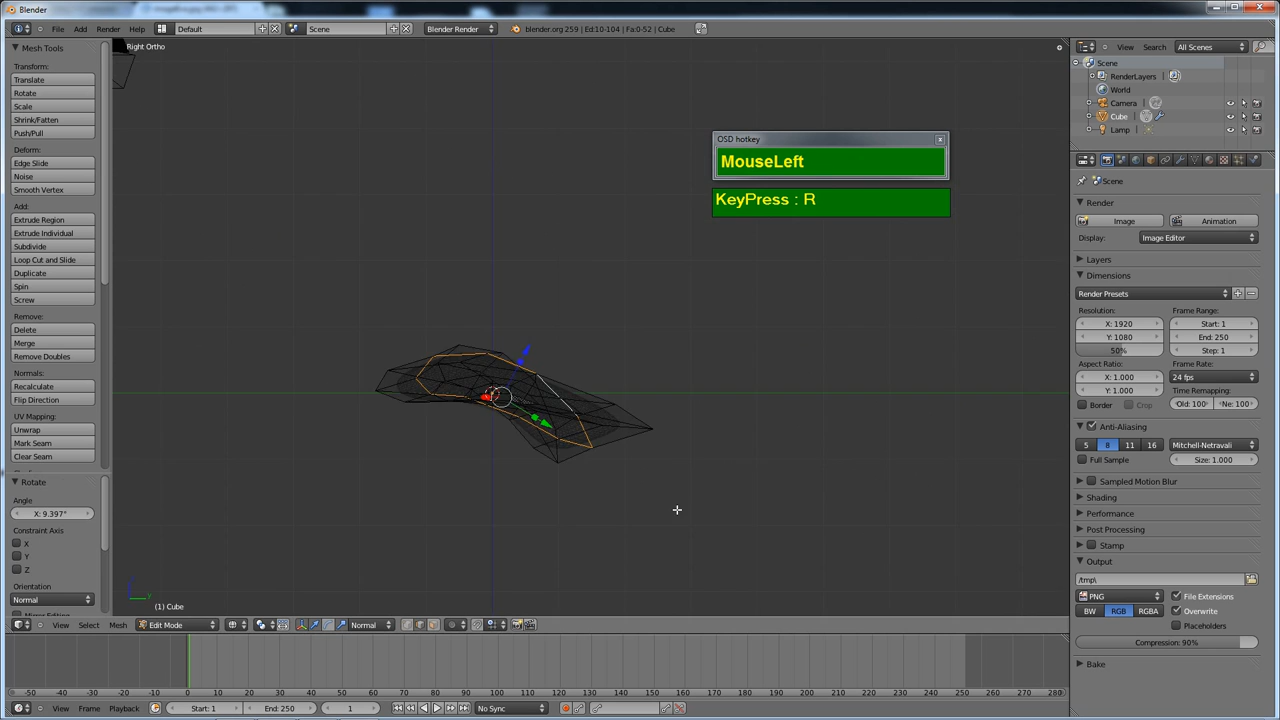 Blender
File Add Render Help
Default
Scene
Blender Render
blender.org 259 | Ed:10-104 | Fa:0-52 | Cube
Mesh Tools
Transform:
Translate
Rotate
Scale
Shrink/Fatten
Push/Pull
Deform:
Edge Slide
Noise
Smooth Vertex
Add:
Extrude Region
Extrude Individual
Subdivide
Loop Cut and Slide
Duplicate
Spin
Screw
Remove:
Delete
Merge
Remove Doubles
Normals:
Recalculate
Flip Direction
UV Mapping:
Unwrap
Mark Seam
Clear Seam
Rotate
Angle
X: 9.397°
Constraint Axis
X
Y
Z
Orientation
Normal
Right Ortho
OSD hotkey
x
MouseLeft
KeyPress : R
(1) Cube
View Select Mesh
Edit Mode
Normal
-50 -40 -30 -20 -10 0 10 20 30 40 50 60 70 80 90 100 110 120 130 140 150 160 170 180 190 200 210 220 230 240 250 260 270 280
View Frame Playback
Start: 1
End: 250
1
No Sync
View Search
All Scenes
Scene
RenderLayers
World
Camera
Cube
Lamp
Scene
Render
Image
Animation
Display:
Image Editor
Layers
Dimensions
Render Presets
Resolution:
Frame Range:
X: 1920
Start: 1
Y: 1080
End: 250
50%
Step: 1
Aspect Ratio:
Frame Rate:
X: 1.000
24 fps
Y: 1.000
Time Remapping:
Border
Crop
Old: 100
Ne: 100
Anti-Aliasing
5 8 11 16
Mitchell-Netravali
Full Sample
Size: 1.000
Sampled Motion Blur
Shading
Performance
Post Processing
Stamp
Output
/tmp\
PNG
File Extensions
BW RGB RGBA
Overwrite
Placeholders
Compression: 90%
Bake